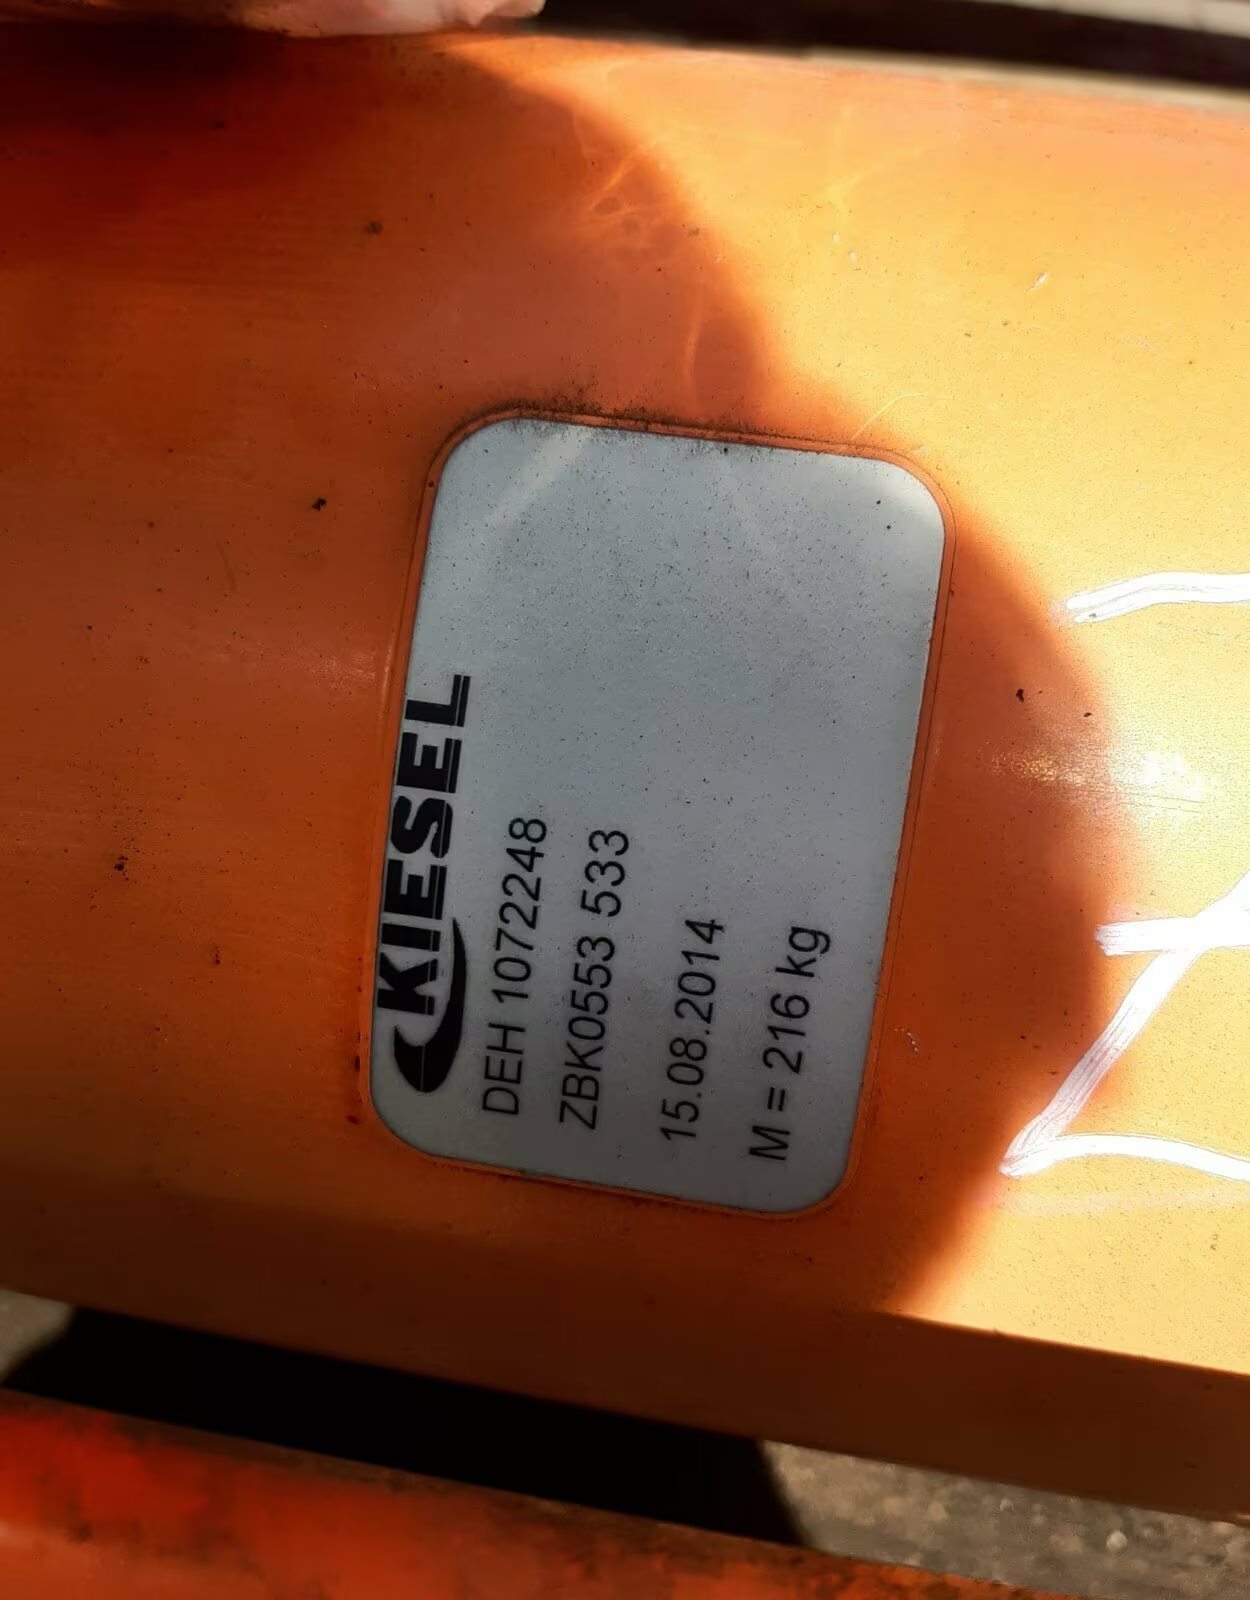 KIESEL
DEH 1072248
ZBK0553 533
15.08.2014
M = 216 kg